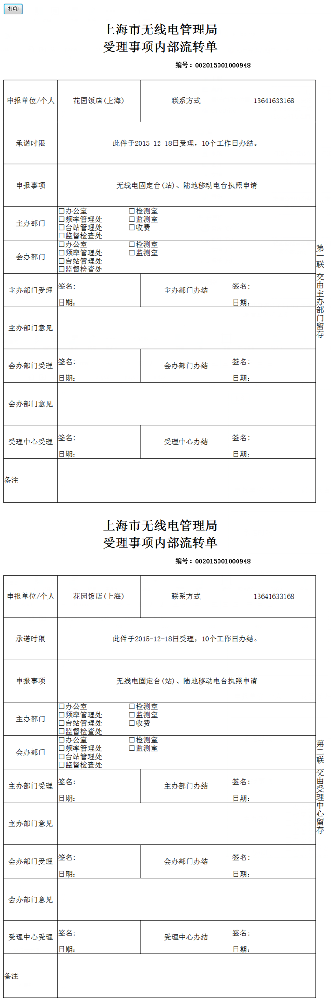 打印
上海市无线电管理局
受理事项内部流转单
编号：002015001000948
申报单位/个人 花园饭店(上海) 联系方式 13641633168
承诺时限 此件于2015-12-18日受理，10个工作日办结。
申报事项 无线电固定台(站)、陆地移动电台执照申请
主办部门
□办公室 □检测室
□频率管理处 □监测室
□台站管理处 □收费
□监督检查处
会办部门
□办公室 □检测室
□频率管理处 □监测室
□台站管理处
□监督检查处
主办部门受理 签名： 主办部门办结 签名：
日期： 日期：
主办部门意见
会办部门受理 签名： 会办部门办结 签名：
日期： 日期：
会办部门意见
受理中心受理 签名： 受理中心办结 签名：
日期： 日期：
备注
第一联 交由主办部门留存
上海市无线电管理局
受理事项内部流转单
编号：002015001000948
申报单位/个人 花园饭店(上海) 联系方式 13641633168
承诺时限 此件于2015-12-18日受理，10个工作日办结。
申报事项 无线电固定台(站)、陆地移动电台执照申请
主办部门
□办公室 □检测室
□频率管理处 □监测室
□台站管理处 □收费
□监督检查处
会办部门
□办公室 □检测室
□频率管理处 □监测室
□台站管理处
□监督检查处
主办部门受理 签名： 主办部门办结 签名：
日期： 日期：
主办部门意见
会办部门受理 签名： 会办部门办结 签名：
日期： 日期：
会办部门意见
受理中心受理 签名： 受理中心办结 签名：
日期： 日期：
备注
第二联 交由受理中心留存